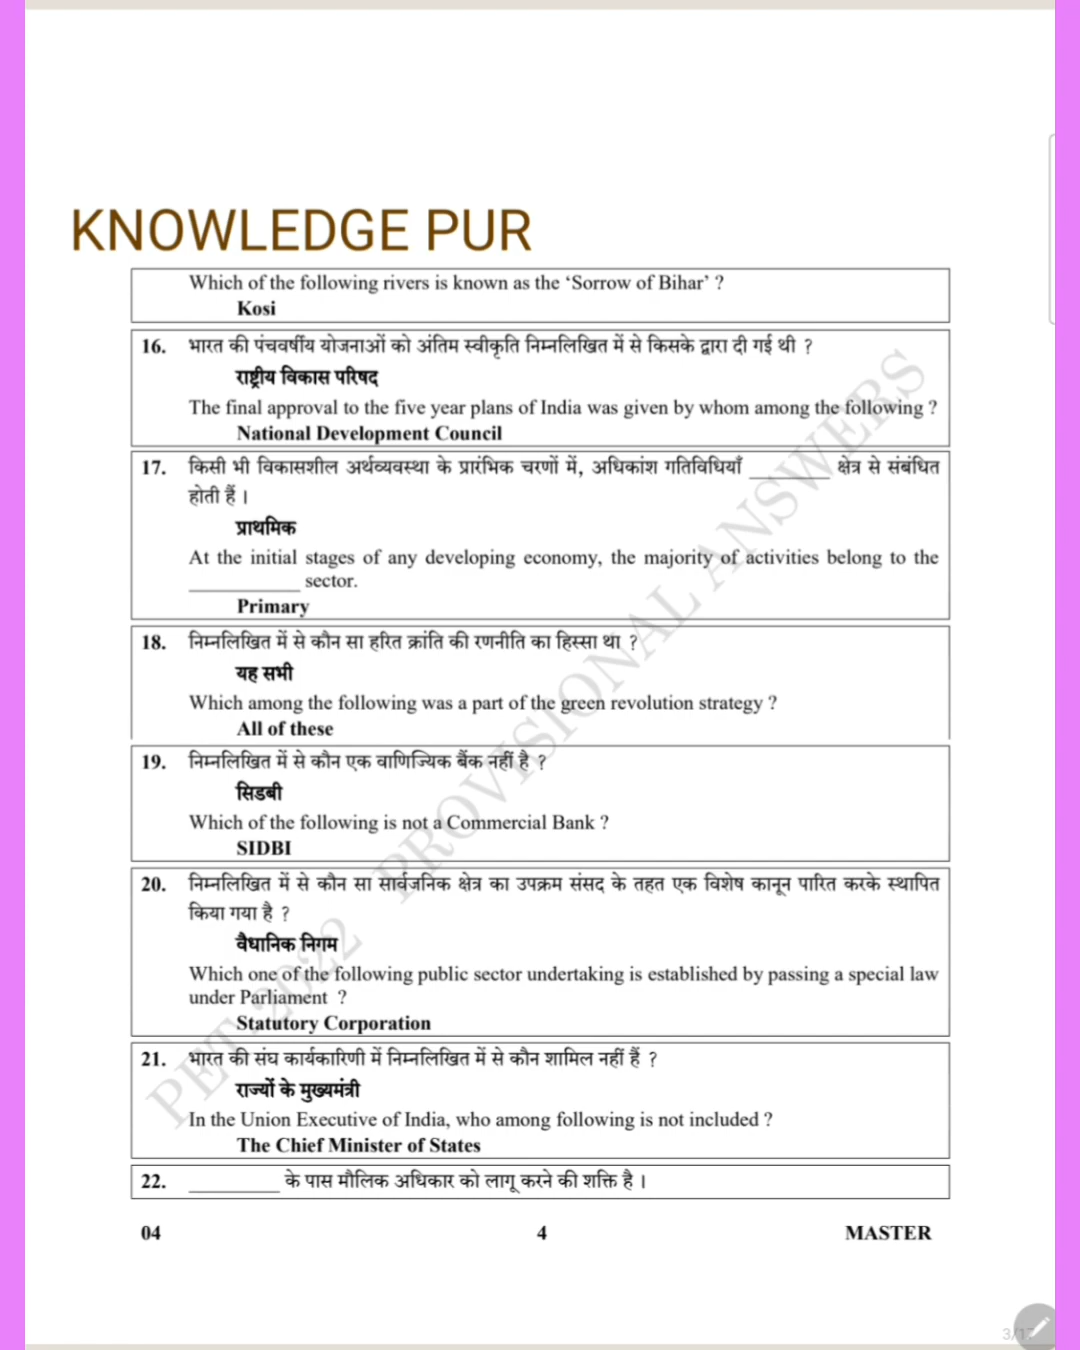 KNOWLEDGE PUR
Which of the following rivers is known as the ‘Sorrow of Bihar’ ?
Kosi
16. भारत की पंचवर्षीय योजनाओं को अंतिम स्वीकृति निम्नलिखित में से किसके द्वारा दी गई थी ?
राष्ट्रीय विकास परिषद
The final approval to the five year plans of India was given by whom among the following ?
National Development Council
17. किसी भी विकासशील अर्थव्यवस्था के प्रारंभिक चरणों में, अधिकांश गतिविधियाँ ________ क्षेत्र से संबंधित
होती हैं ।
प्राथमिक
At the initial stages of any developing economy, the majority of activities belong to the
___________ sector.
Primary
18. निम्नलिखित में से कौन सा हरित क्रांति की रणनीति का हिस्सा था ?
यह सभी
Which among the following was a part of the green revolution strategy ?
All of these
19. निम्नलिखित में से कौन एक वाणिज्यिक बैंक नहीं है ?
सिडबी
Which of the following is not a Commercial Bank ?
SIDBI
20. निम्नलिखित में से कौन सा सार्वजनिक क्षेत्र का उपक्रम संसद के तहत एक विशेष कानून पारित करके स्थापित
किया गया है ?
वैधानिक निगम
Which one of the following public sector undertaking is established by passing a special law
under Parliament ?
Statutory Corporation
21. भारत की संघ कार्यकारिणी में निम्नलिखित में से कौन शामिल नहीं हैं ?
राज्यों के मुख्यमंत्री
In the Union Executive of India, who among following is not included ?
The Chief Minister of States
22. _________ के पास मौलिक अधिकार को लागू करने की शक्ति है ।
04 4 MASTER
PET-2022 PROVISIONAL ANSWERS
3/17